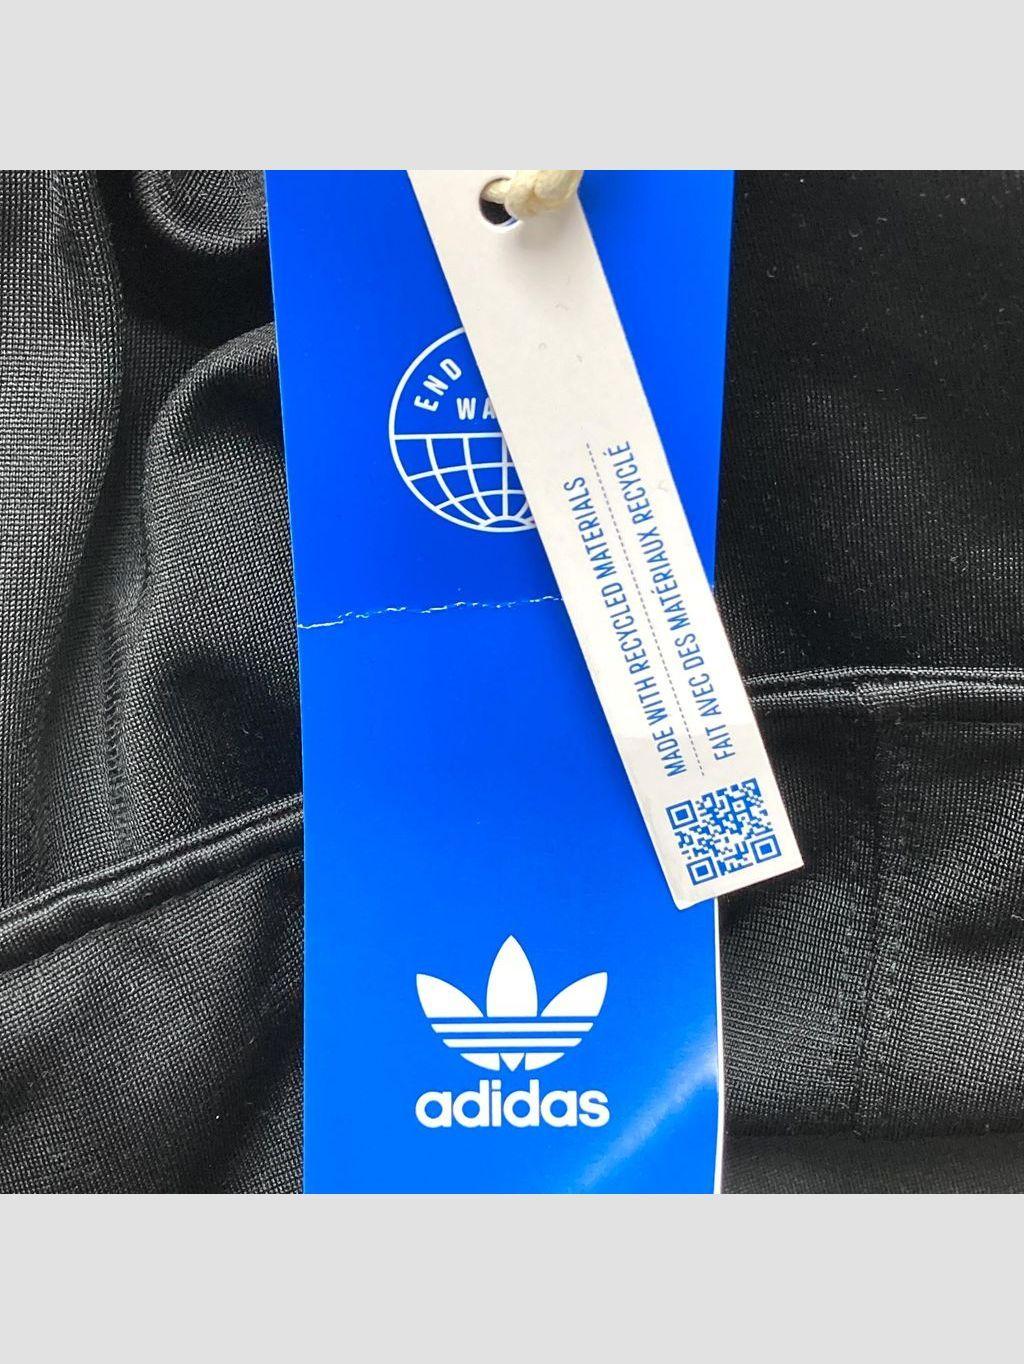 END
WA
MADE WITH RECYCLED MATERIALS
FAIT AVEC DES MATÉRIAUX RECYCLÉ
adidas